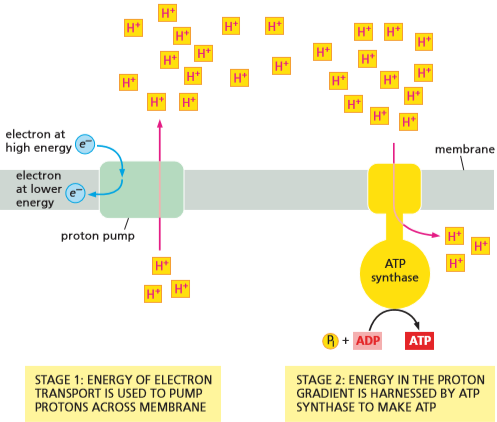 H⁺
H⁺ H⁺ H⁺
H⁺ H⁺ H⁺
H⁺ H⁺ H⁺
H⁺ H⁺ H⁺
H⁺ H⁺ H⁺ H⁺
H⁺ H⁺ H⁺
H⁺ H⁺ H⁺
H⁺ H⁺
electron at
high energy
e⁻
membrane
electron
at lower
energy
e⁻
proton pump
H⁺
H⁺
H⁺
H⁺
H⁺
H⁺
ATP
synthase
Pi + ADP ATP
STAGE 1: ENERGY OF ELECTRON
TRANSPORT IS USED TO PUMP
PROTONS ACROSS MEMBRANE
STAGE 2: ENERGY IN THE PROTON
GRADIENT IS HARNESSED BY ATP
SYNTHASE TO MAKE ATP